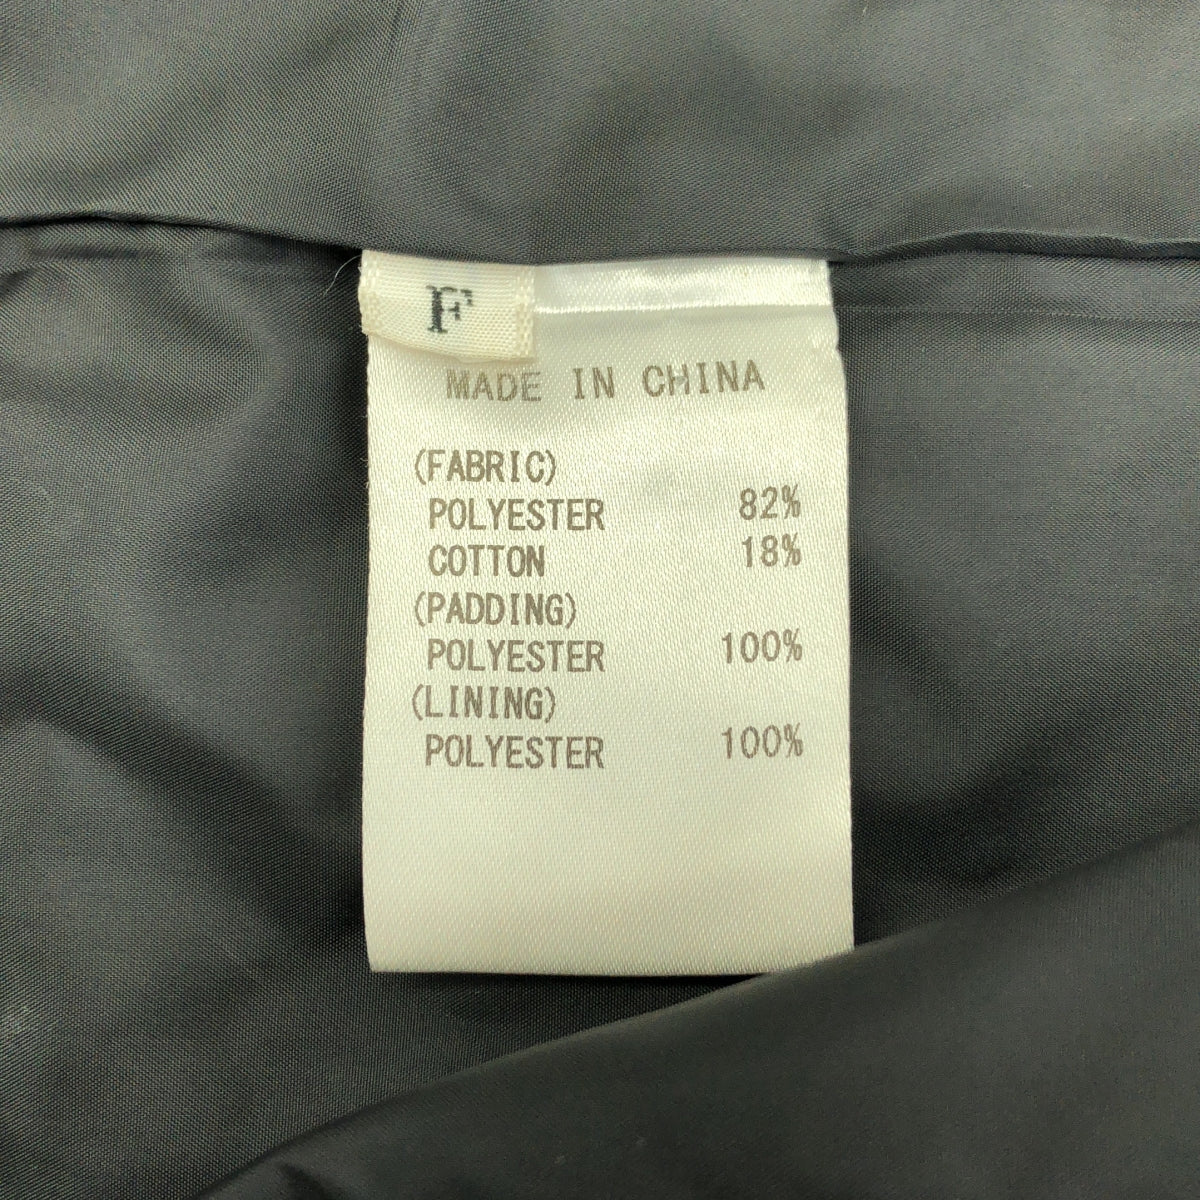 F
MADE IN CHINA
(FABRIC)
POLYESTER 82%
COTTON 18%
(PADDING)
POLYESTER 100%
(LINING)
POLYESTER 100%